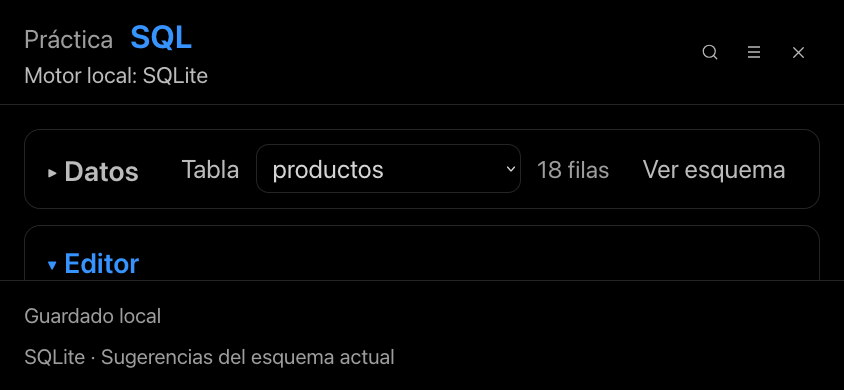 Práctica SQL
Motor local: SQLite
Datos Tabla productos 18 filas Ver esquema
Editor
Guardado local
SQLite · Sugerencias del esquema actual